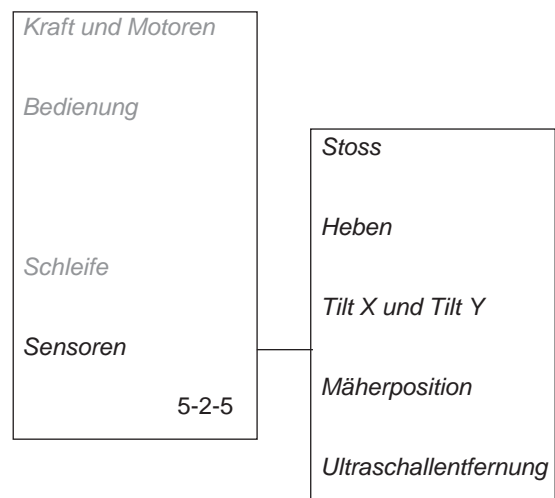 Kraft und Motoren
Bedienung
Schleife
Sensoren
5-2-5
Stoss
Heben
Tilt X und Tilt Y
Mäherposition
Ultraschallentfernung